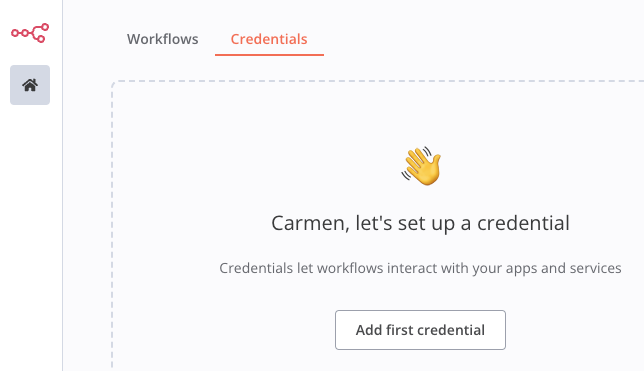 Workflows Credentials
Carmen, let's set up a credential
Credentials let workflows interact with your apps and services
Add first credential